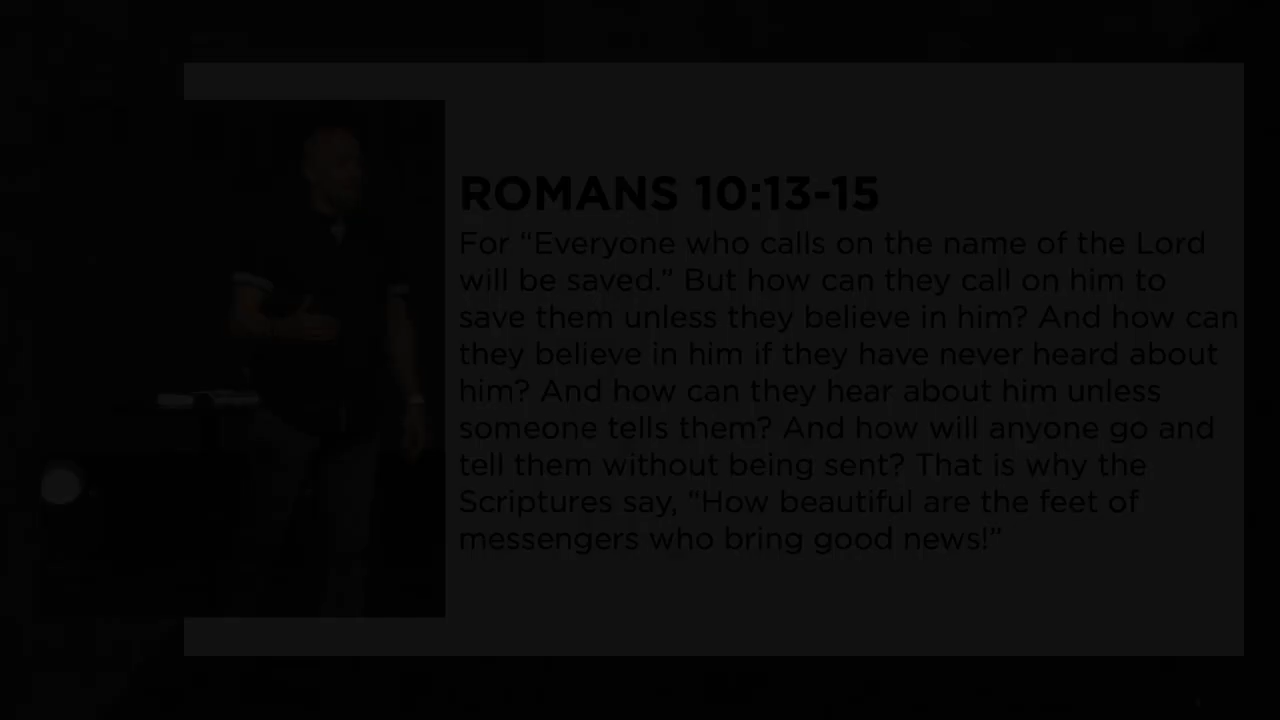 ROMANS 10:13-15
For “Everyone who calls on the name of the Lord
will be saved.” But how can they call on him to
save them unless they believe in him? And how can
they believe in him if they have never heard about
him? And how can they hear about him unless
someone tells them? And how will anyone go and
tell them without being sent? That is why the
Scriptures say, “How beautiful are the feet of
messengers who bring good news!”